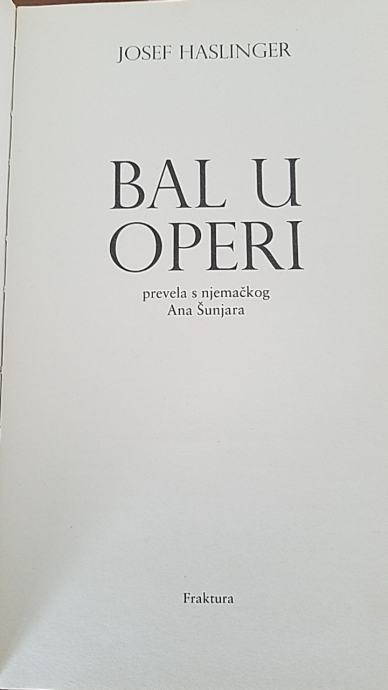 JOSEF HASLINGER
BAL U
OPERI
prevela s njemačkog
Ana Šunjara
Fraktura